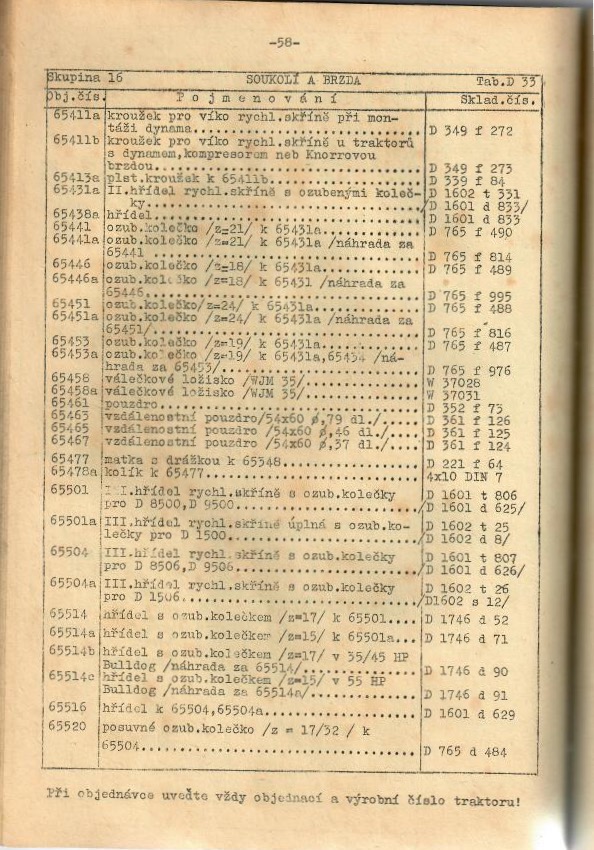 -58-
Skupina 16 SOUKOLÍ A BRZDA Tab.D 33
Obj.čís. Pojmenování Sklad.čís.
65411a kroužek pro víko rychl.skříně při mon-
táži dynama............................ D 349 f 272
65411b kroužek pro víko rychl.skříně u traktorů
s dynamem,kompresorem neb Knorrovou
brzdou................................. D 349 f 273
65413a plst.kroužek k 65411b.................. D 339 f 84
65431a II.hřídel rychl.skříně s ozubenými koleč- D 1602 t 331
ky..................................../D 1601 d 833/
65438a hřídel................................. D 1601 d 833
65441 ozub.kolečko /z=21/ k 65431a........... D 765 f 490
65441a ozub.kolečko /z=21/ k 65431a /náhrada za
65441 ................................. D 765 f 814
65446 ozub.kolečko /z=18/ k 65431a........... D 765 f 489
65446a ozub.kolečko /z=18/ k 65431 /náhrada za
65446.................................. D 765 f 995
65451 ozub.kolečko/z=24/ k 65431a............ D 765 f 488
65451a ozub.kolečko /z=24/ k 65431a /náhrada za
65451/................................. D 765 f 816
65453 ozub.kolečko /z=19/ k 65431a........... D 765 f 487
65453a ozub.kolečko /z=19/ k 65431a,65434 /ná-
hrada za 65453/........................ D 765 f 976
65458 válečkové ložisko /WJM 35/............. W 37028
65458a válečkové ložisko /WJM 35/............. W 37031
65461 pouzdro................................ D 352 f 73
65463 vzdálenostní pouzdro/54x60 Ø,79 dl./.... D 361 f 126
65465 vzdálenostní pouzdro /54x60 Ø,46 dl./.... D 361 f 125
65467 vzdálenostní pouzdro /54x60 Ø,37 dl./.... D 361 f 124
65477 matka s drážkou k 65348................ D 221 f 64
65478a kolík k 65477.......................... 4x10 DIN 7
65501 III.hřídel rychl.skříně s ozub.kolečky D 1601 t 806
pro D 8500,D 9500...................../D 1601 d 625/
65501a III.hřídel rychl.skříně úplná s ozub.ko- D 1602 t 25
lečky pro D 1500....................../D 1602 d 8/
65504 III.hřídel rychl.skříně s ozub.kolečky D 1601 t 807
pro D 8506,D 9506...................../D 1601 d 626/
65504a III.hřídel rychl.skříně s ozub.kolečky D 1602 t 26
pro D 1506............................/D1602 s 12/
65514 hřídel s ozub.kolečkem /z=17/ k 65501.... D 1746 d 52
65514a hřídel s ozub.kolečkem /z=15/ k 65501a... D 1746 d 71
65514b hřídel s ozub.kolečkem /z=17/ v 35/45 HP
Bulldog /náhrada za 65514/............. D 1746 d 90
65514c hřídel s ozub.kolečkem /z=15/ v 55 HP
Bulldog /náhrada za 65514a/............ D 1746 d 91
65516 hřídel k 65504,65504a.................. D 1601 d 629
65520 posuvné ozub.kolečko /z = 17/32 / k
65504.................................. D 765 d 484
Při objednávce uveďte vždy objednací a výrobní číslo traktoru!